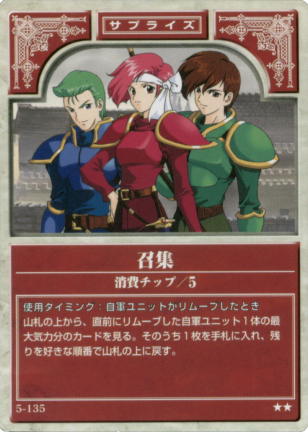 サプライズ
召集
消費チップ／5
使用タイミング：自軍ユニットがリムーブしたとき
山札の上から、直前にリムーブした自軍ユニット1体の最
大気力分のカードを見る。そのうち1枚を手札に入れ、残
りを好きな順番で山札の上に戻す。
5-135
★★